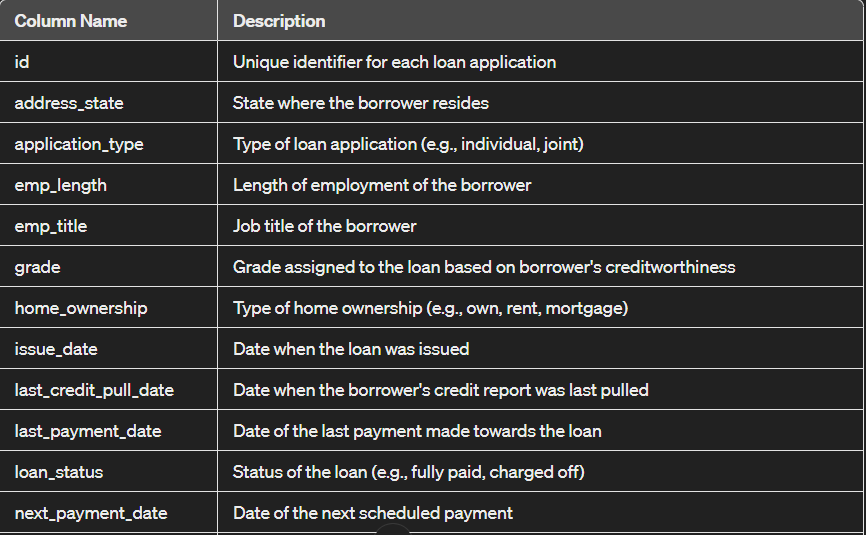 Column Name Description
id Unique identifier for each loan application
address_state State where the borrower resides
application_type Type of loan application (e.g., individual, joint)
emp_length Length of employment of the borrower
emp_title Job title of the borrower
grade Grade assigned to the loan based on borrower's creditworthiness
home_ownership Type of home ownership (e.g., own, rent, mortgage)
issue_date Date when the loan was issued
last_credit_pull_date Date when the borrower's credit report was last pulled
last_payment_date Date of the last payment made towards the loan
loan_status Status of the loan (e.g., fully paid, charged off)
next_payment_date Date of the next scheduled payment